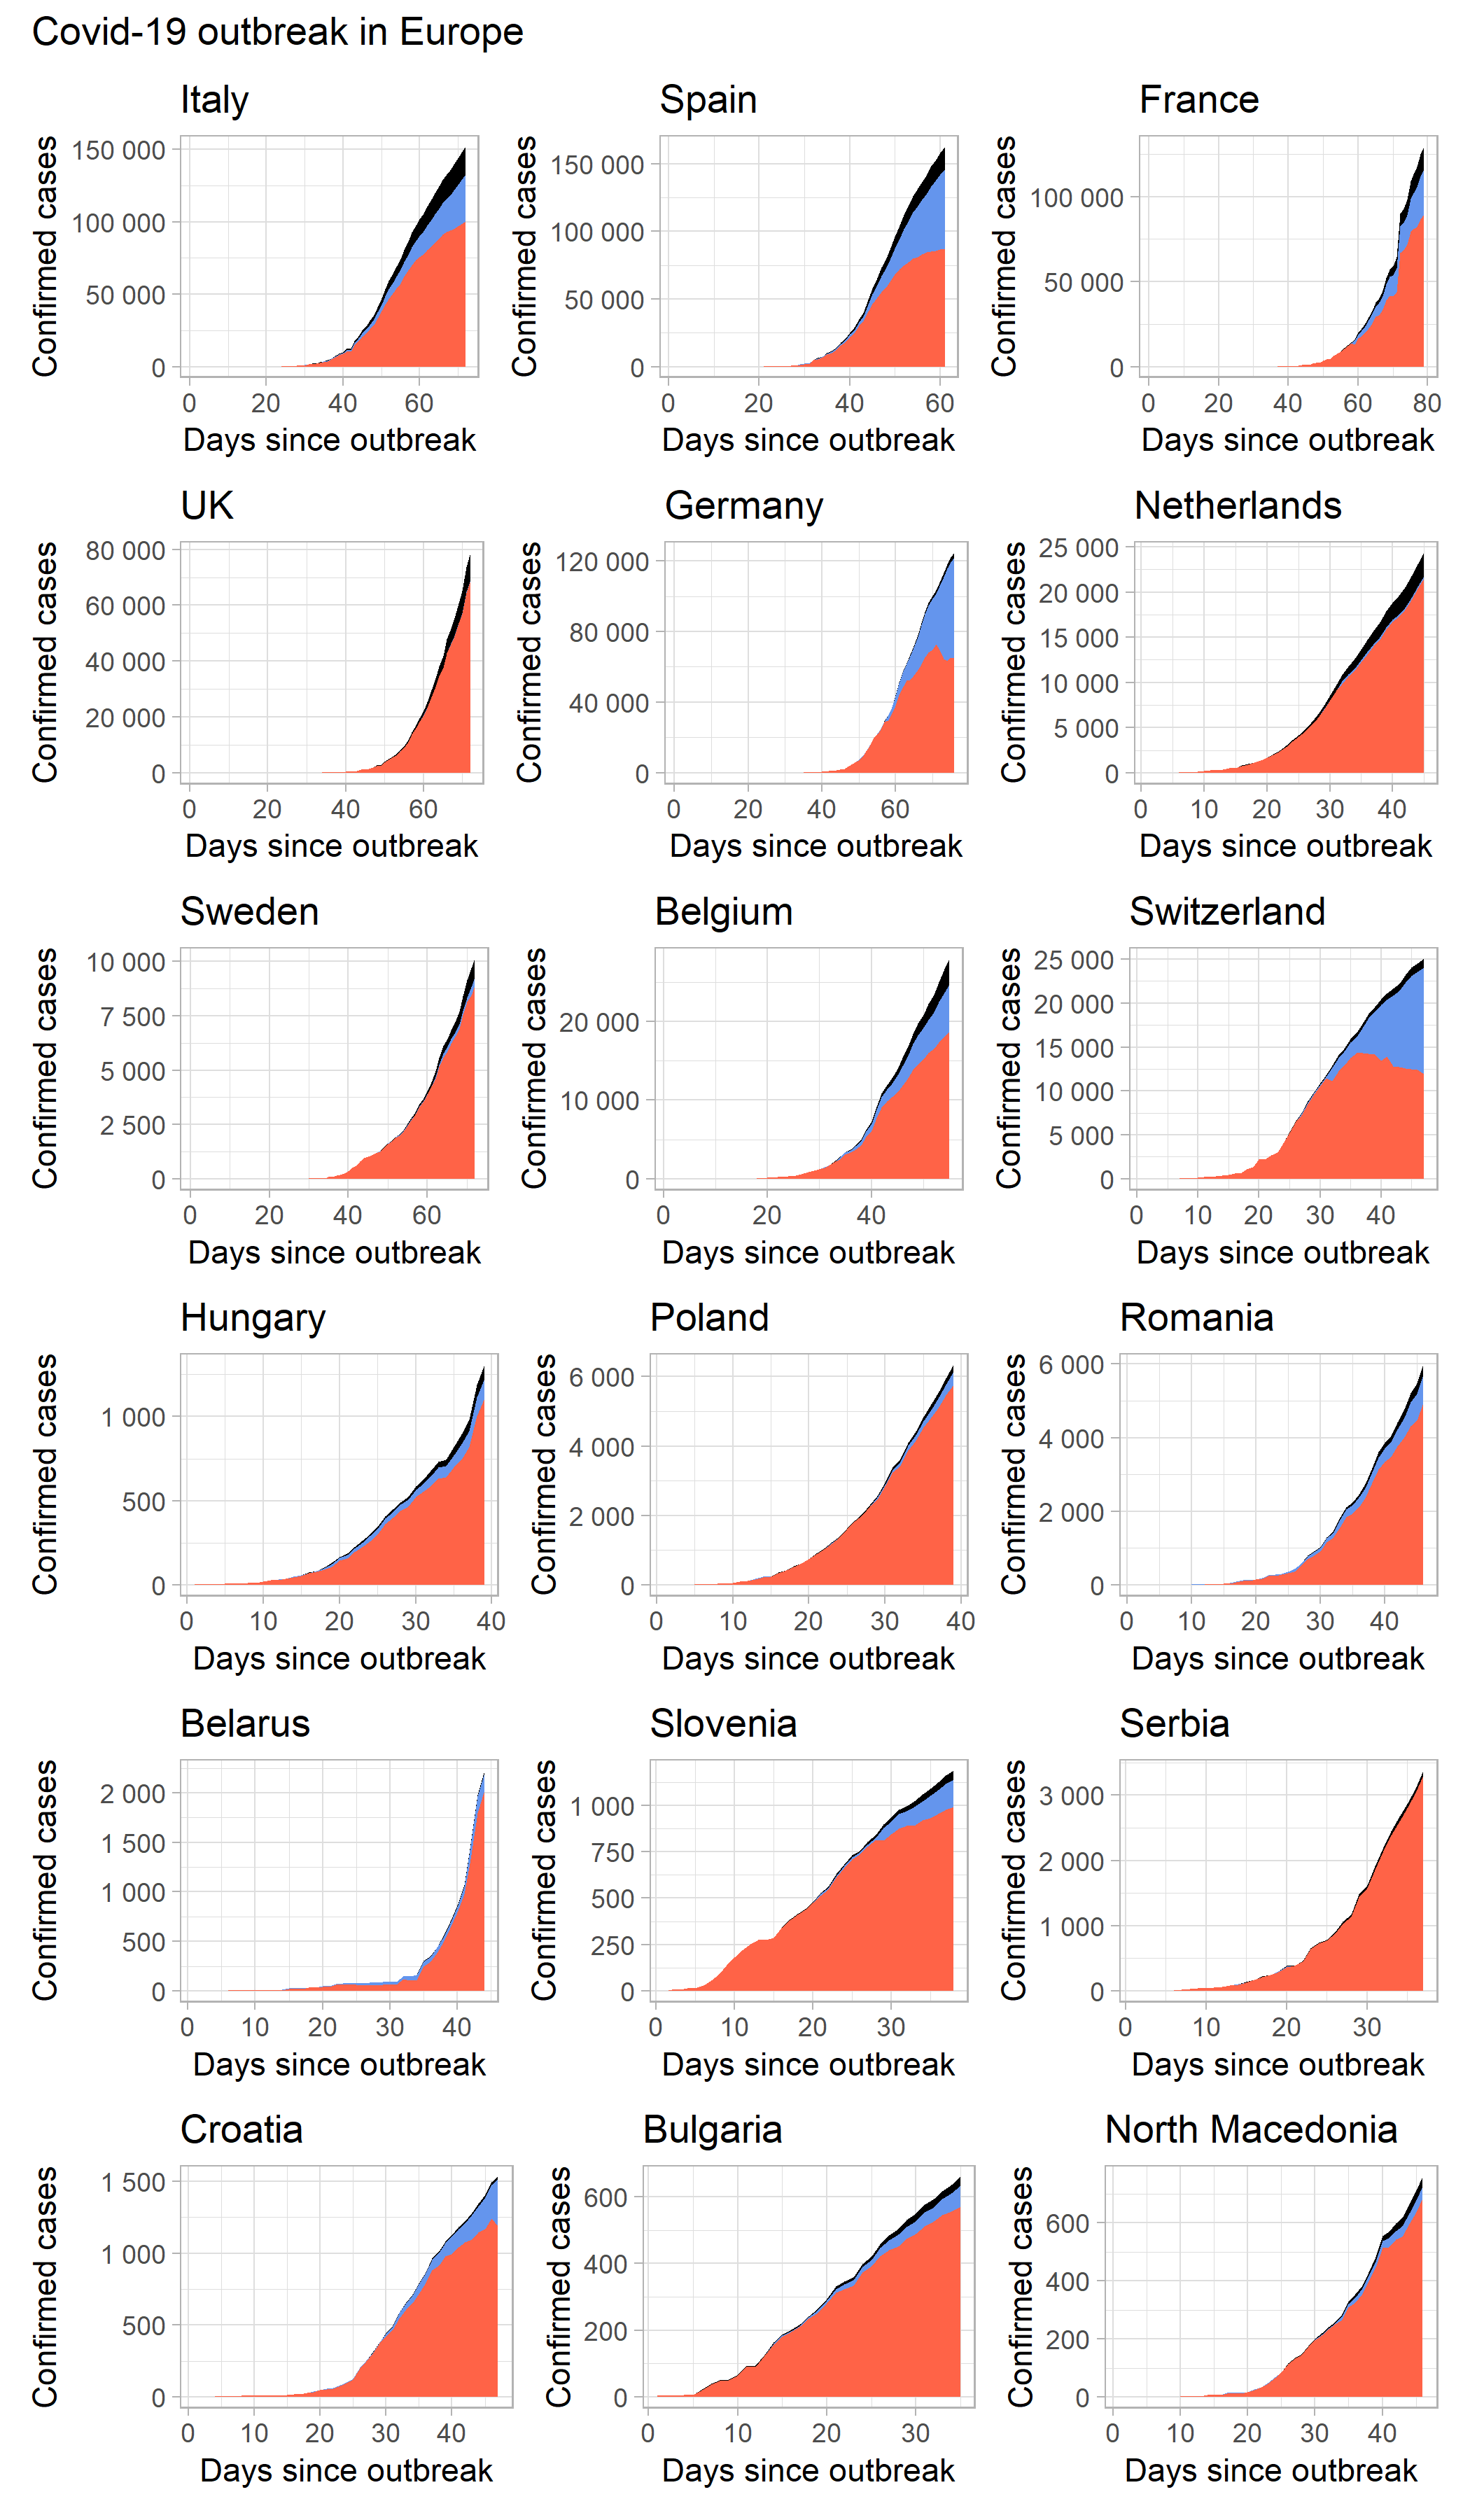 Covid-19 outbreak in Europe
Italy
Confirmed cases
150 000
100 000
50 000
0
0 20 40 60
Days since outbreak
Spain
Confirmed cases
150 000
100 000
50 000
0
0 20 40 60
Days since outbreak
France
Confirmed cases
100 000
50 000
0
0 20 40 60 80
Days since outbreak
UK
Confirmed cases
80 000
60 000
40 000
20 000
0
0 20 40 60
Days since outbreak
Germany
Confirmed cases
120 000
80 000
40 000
0
0 20 40 60
Days since outbreak
Netherlands
Confirmed cases
25 000
20 000
15 000
10 000
5 000
0
0 10 20 30 40
Days since outbreak
Sweden
Confirmed cases
10 000
7 500
5 000
2 500
0
0 20 40 60
Days since outbreak
Belgium
Confirmed cases
20 000
10 000
0
0 20 40
Days since outbreak
Switzerland
Confirmed cases
25 000
20 000
15 000
10 000
5 000
0
0 10 20 30 40
Days since outbreak
Hungary
Confirmed cases
1 000
500
0
0 10 20 30 40
Days since outbreak
Poland
Confirmed cases
6 000
4 000
2 000
0
0 10 20 30 40
Days since outbreak
Romania
Confirmed cases
6 000
4 000
2 000
0
0 10 20 30 40
Days since outbreak
Belarus
Confirmed cases
2 000
1 500
1 000
500
0
0 10 20 30 40
Days since outbreak
Slovenia
Confirmed cases
1 000
750
500
250
0
0 10 20 30
Days since outbreak
Serbia
Confirmed cases
3 000
2 000
1 000
0
0 10 20 30
Days since outbreak
Croatia
Confirmed cases
1 500
1 000
500
0
0 10 20 30 40
Days since outbreak
Bulgaria
Confirmed cases
600
400
200
0
0 10 20 30
Days since outbreak
North Macedonia
Confirmed cases
600
400
200
0
0 10 20 30 40
Days since outbreak